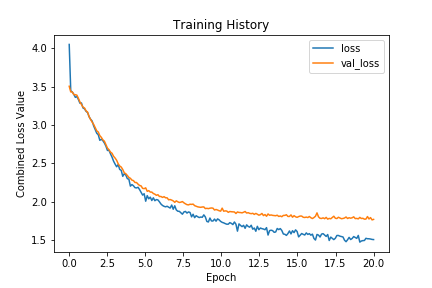 Training History
loss
val_loss
Combined Loss Value
4.0
3.5
3.0
2.5
2.0
1.5
0.0 2.5 5.0 7.5 10.0 12.5 15.0 17.5 20.0
Epoch